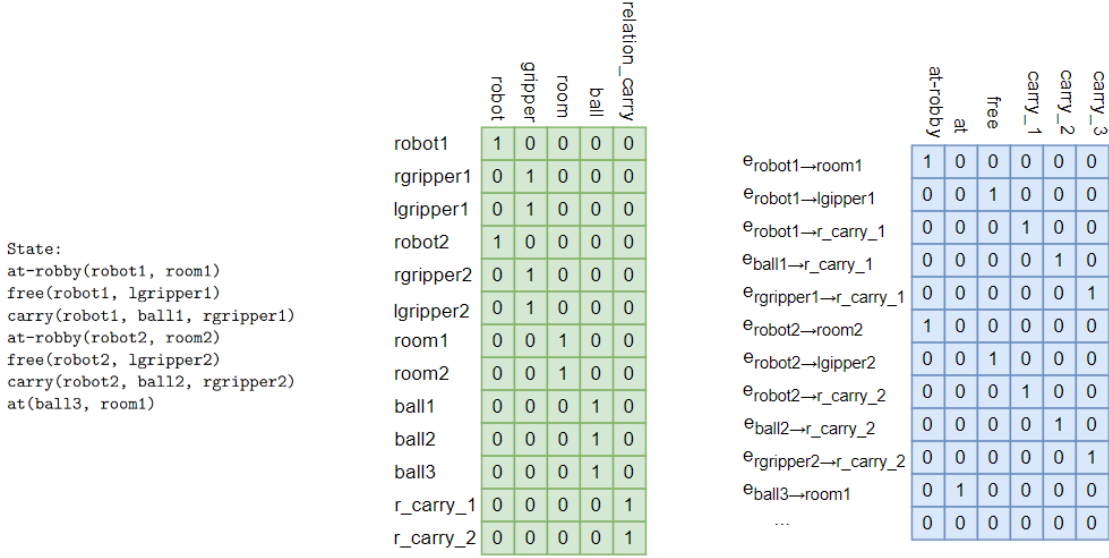 State:
at-robby(robot1, room1)
free(robot1, lgripper1)
carry(robot1, ball1, rgripper1)
at-robby(robot2, room2)
free(robot2, lgripper2)
carry(robot2, ball2, rgripper2)
at(ball3, room1)
robot gripper room ball relation_carry
robot1 1 0 0 0 0
rgripper1 0 1 0 0 0
lgripper1 0 1 0 0 0
robot2 1 0 0 0 0
rgripper2 0 1 0 0 0
lgripper2 0 1 0 0 0
room1 0 0 1 0 0
room2 0 0 1 0 0
ball1 0 0 0 1 0
ball2 0 0 0 1 0
ball3 0 0 0 1 0
r_carry_1 0 0 0 0 1
r_carry_2 0 0 0 0 1
at-robby at free carry_1 carry_2 carry_3
erobot1→room1 1 0 0 0 0 0
erobot1→lgipper1 0 0 1 0 0 0
erobot1→r_carry_1 0 0 0 1 0 0
eball1→r_carry_1 0 0 0 0 1 0
ergripper1→r_carry_1 0 0 0 0 0 1
erobot2→room2 1 0 0 0 0 0
erobot2→lgipper2 0 0 1 0 0 0
erobot2→r_carry_2 0 0 0 1 0 0
eball2→r_carry_2 0 0 0 0 1 0
ergripper2→r_carry_2 0 0 0 0 0 1
eball3→room1 0 1 0 0 0 0
... 0 0 0 0 0 0